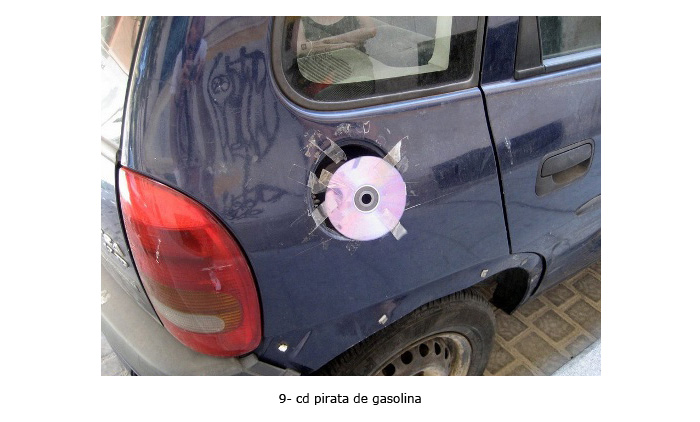 9- cd pirata de gasolina